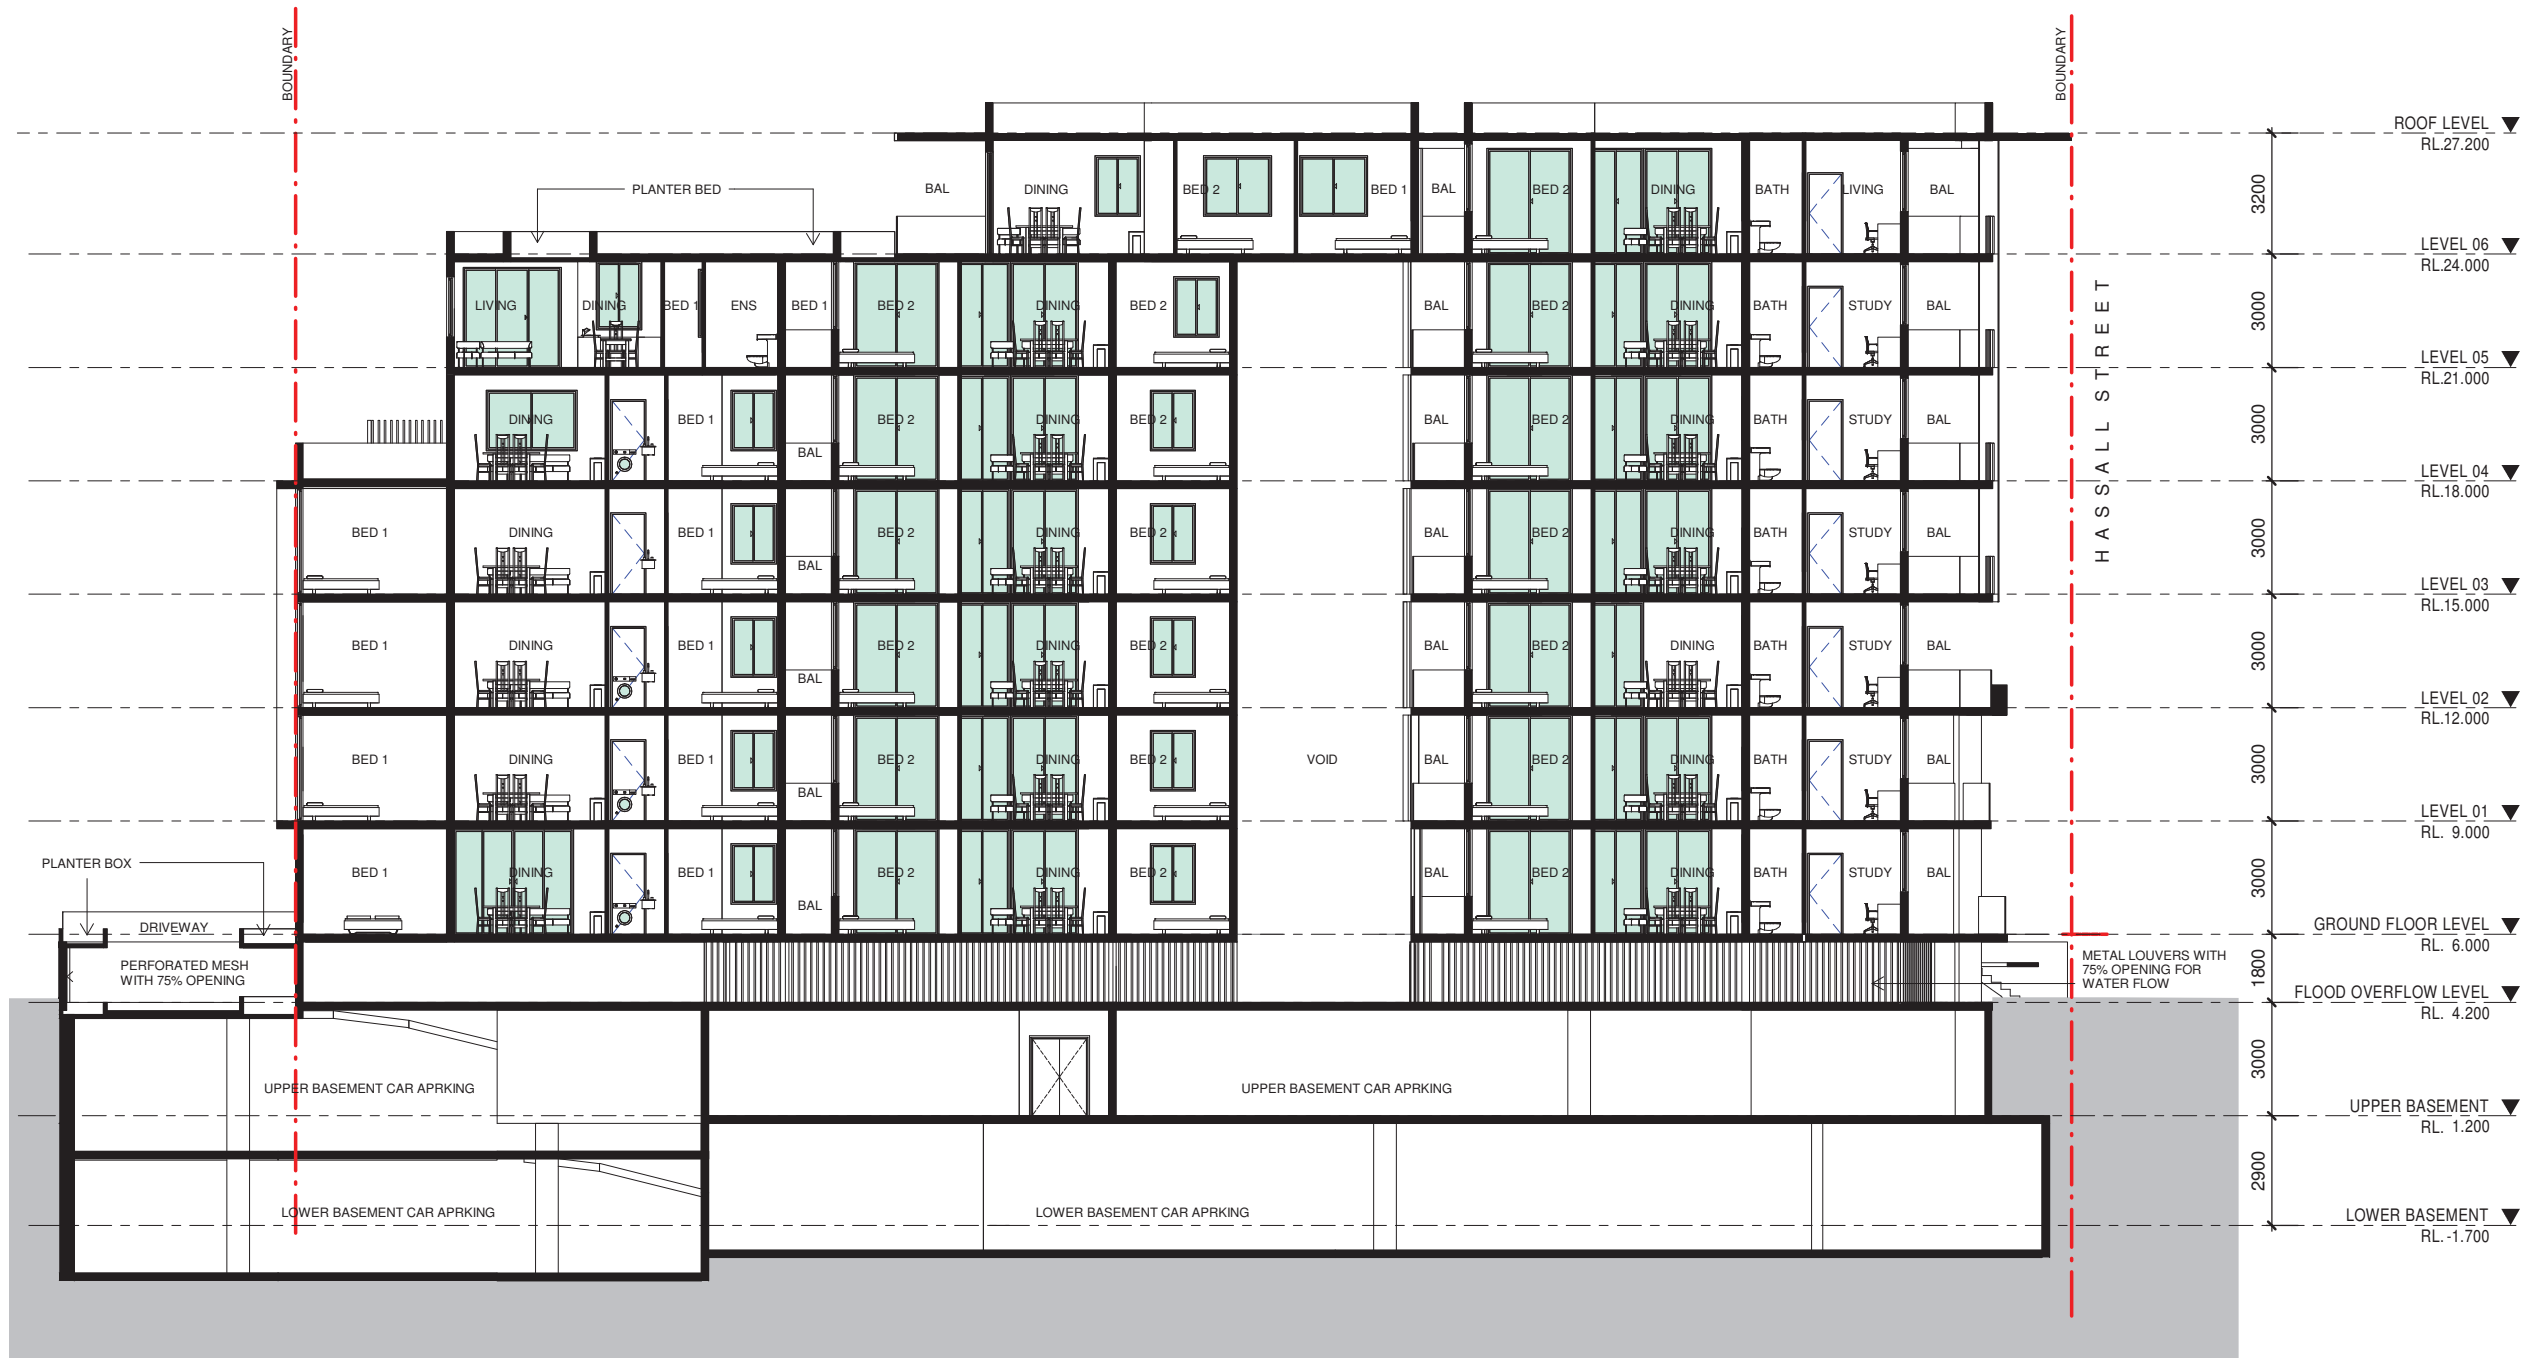 BOUNDARY
BOUNDARY
ROOF LEVEL
RL.27.200
3200
PLANTER BED
BAL
DINING
BED 2
BED 1
BAL
BED 2
DINING
BATH
LIVING
BAL
LEVEL 06
RL.24.000
3000
LIVING
DINING
BED 1
ENS
BED 1
BED 2
DINING
BED 2
BAL
BED 2
DINING
BATH
STUDY
BAL
HASSALL STREET
LEVEL 05
RL.21.000
3000
DINING
BED 1
BAL
BED 2
DINING
BED 2
BAL
BED 2
DINING
BATH
STUDY
BAL
LEVEL 04
RL.18.000
3000
BED 1
DINING
BED 1
BAL
BED 2
DINING
BED 2
BAL
BED 2
DINING
BATH
STUDY
BAL
LEVEL 03
RL.15.000
3000
BED 1
DINING
BED 1
BAL
BED 2
DINING
BED 2
BAL
BED 2
DINING
BATH
STUDY
BAL
LEVEL 02
RL.12.000
3000
BED 1
DINING
BED 1
BAL
BED 2
DINING
BED 2
VOID
BAL
BED 2
DINING
BATH
STUDY
BAL
LEVEL 01
RL. 9.000
3000
PLANTER BOX
BED 1
DINING
BED 1
BAL
BED 2
DINING
BED 2
BAL
BED 2
DINING
BATH
STUDY
BAL
DRIVEWAY
GROUND FLOOR LEVEL
RL. 6.000
1800
PERFORATED MESH
WITH 75% OPENING
METAL LOUVERS WITH
75% OPENING FOR
WATER FLOW
FLOOD OVERFLOW LEVEL
RL. 4.200
3000
UPPER BASEMENT CAR APRKING
UPPER BASEMENT CAR APRKING
UPPER BASEMENT
RL. 1.200
2900
LOWER BASEMENT CAR APRKING
LOWER BASEMENT CAR APRKING
LOWER BASEMENT
RL.-1.700